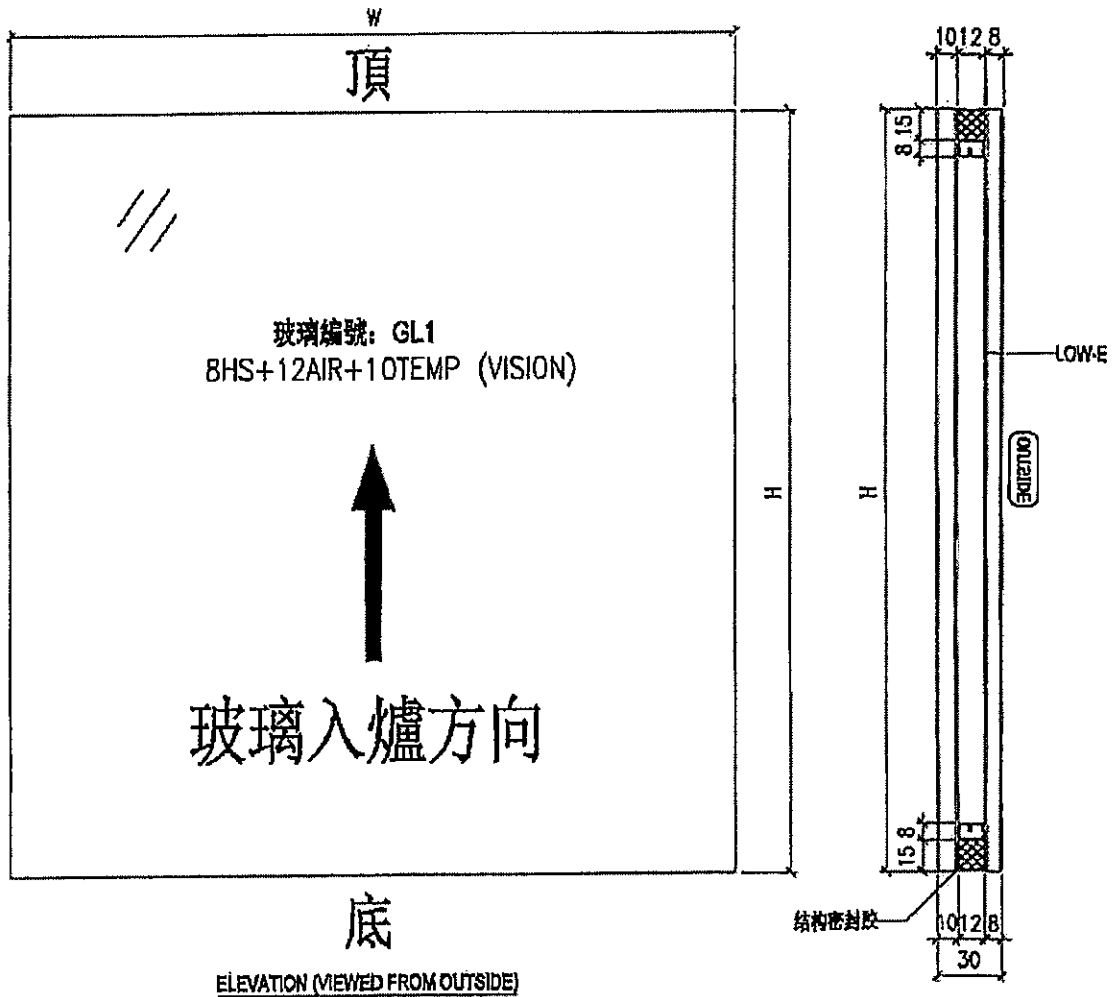 W
頂
玻璃編號: GL1
8HS+12AIR+10TEMP (VISION)
玻璃入爐方向
底
ELEVATION (VIEWED FROM OUTSIDE)
H
10 12 8
15
8
H
LOW-E
OUTSIDE
8
15
结构密封胶
10 12 8
30